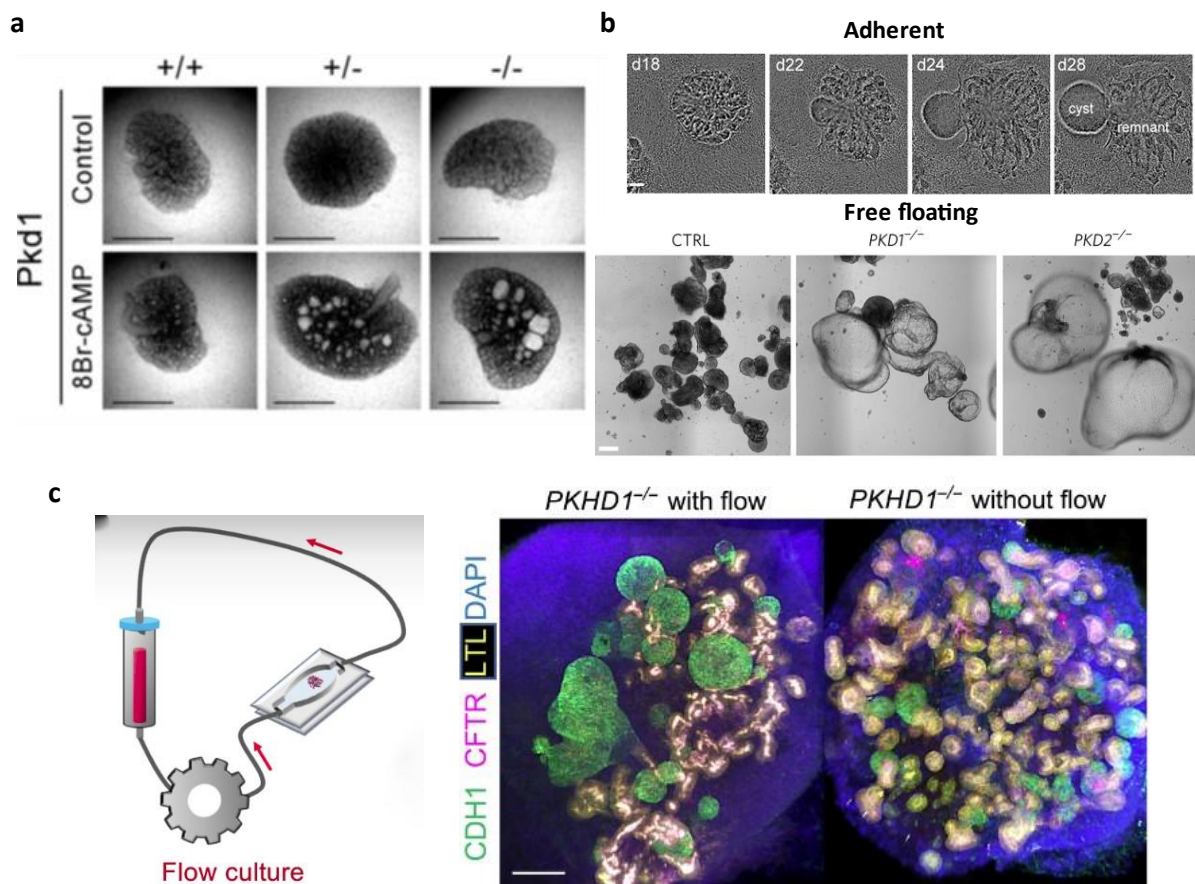 a
+/+ +/- -/-
Pkd1
Control
8Br-cAMP
b
Adherent
d18 d22 d24 d28
cyst
remnant
Free floating
CTRL PKD1−/− PKD2−/−
c
Flow culture
PKHD1−/− with flow PKHD1−/− without flow
CDH1 CFTR LTL DAPI